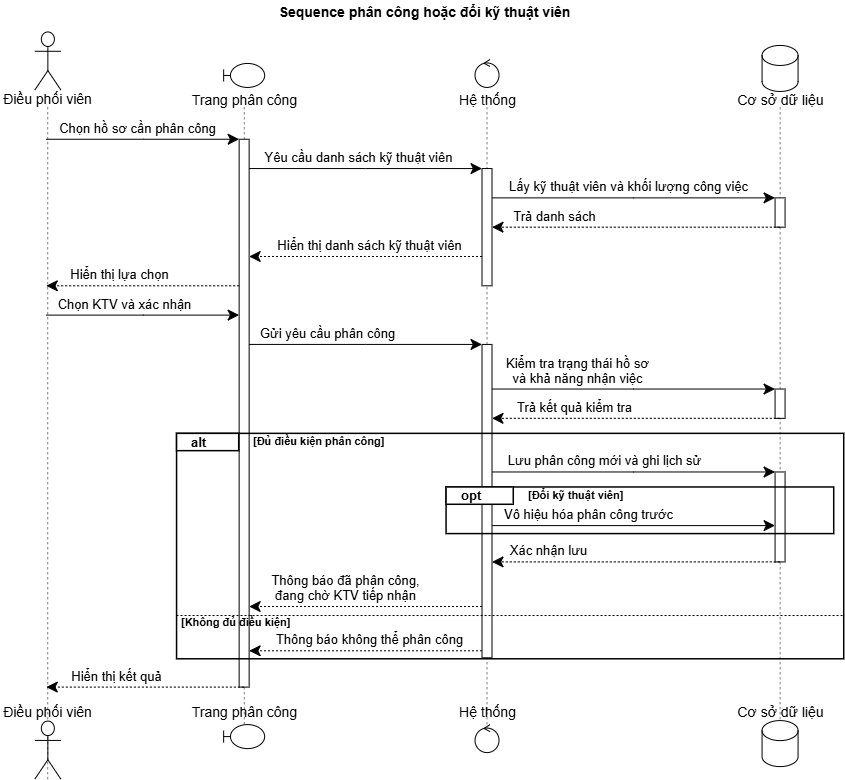 Sequence phân công hoặc đổi kỹ thuật viên
Điều phối viên
Trang phân công
Hệ thống
Cơ sở dữ liệu
Chọn hồ sơ cần phân công
Yêu cầu danh sách kỹ thuật viên
Lấy kỹ thuật viên và khối lượng công việc
Trả danh sách
Hiển thị danh sách kỹ thuật viên
Hiển thị lựa chọn
Chọn KTV và xác nhận
Gửi yêu cầu phân công
Kiểm tra trạng thái hồ sơ
và khả năng nhận việc
Trả kết quả kiểm tra
alt
[Đủ điều kiện phân công]
Lưu phân công mới và ghi lịch sử
opt
[Đổi kỹ thuật viên]
Vô hiệu hóa phân công trước
Xác nhận lưu
Thông báo đã phân công,
đang chờ KTV tiếp nhận
[Không đủ điều kiện]
Thông báo không thể phân công
Hiển thị kết quả
Điều phối viên
Trang phân công
Hệ thống
Cơ sở dữ liệu